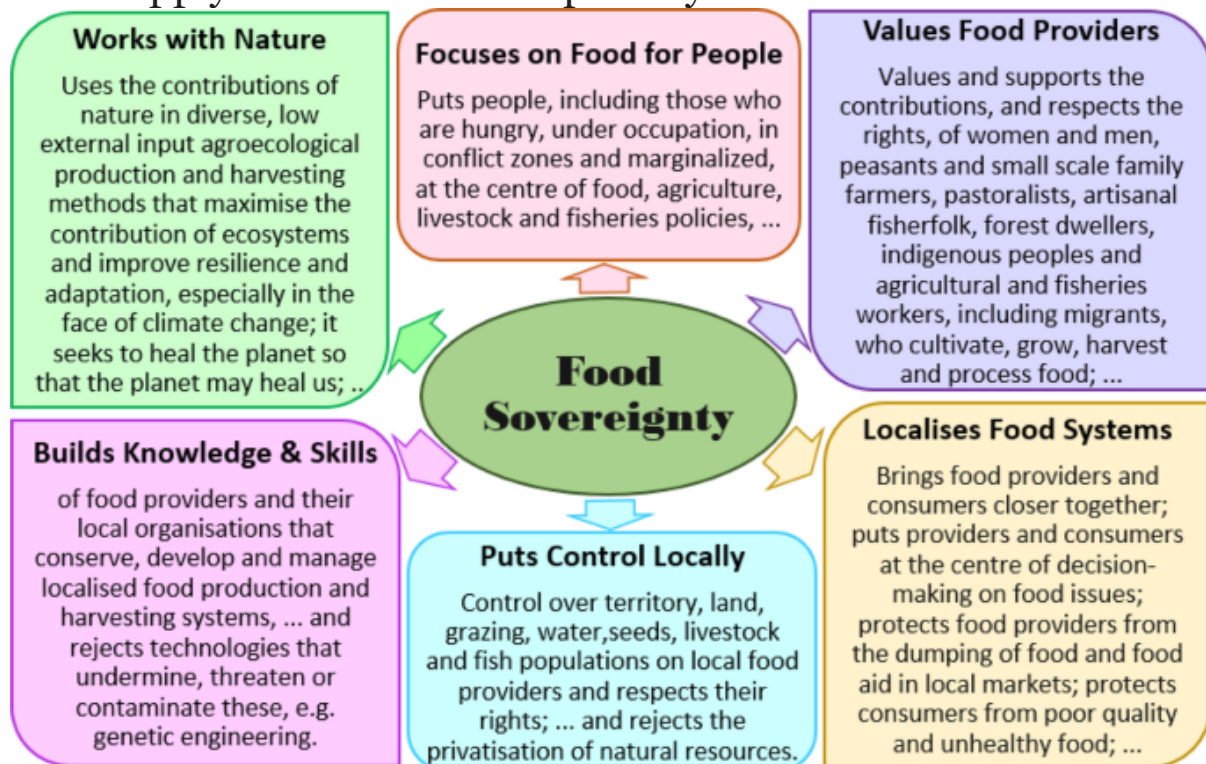 Works with Nature
Uses the contributions of
nature in diverse, low
external input agroecological
production and harvesting
methods that maximise the
contribution of ecosystems
and improve resilience and
adaptation, especially in the
face of climate change; it
seeks to heal the planet so
that the planet may heal us; ..
Focuses on Food for People
Puts people, including those who
are hungry, under occupation, in
conflict zones and marginalized,
at the centre of food, agriculture,
livestock and fisheries policies, ...
Values Food Providers
Values and supports the
contributions, and respects the
rights, of women and men,
peasants and small scale family
farmers, pastoralists, artisanal
fisherfolk, forest dwellers,
indigenous peoples and
agricultural and fisheries
workers, including migrants,
who cultivate, grow, harvest
and process food; ...
Food
Sovereignty
Builds Knowledge & Skills
of food providers and their
local organisations that
conserve, develop and manage
localised food production and
harvesting systems, ... and
rejects technologies that
undermine, threaten or
contaminate these, e.g.
genetic engineering.
Puts Control Locally
Control over territory, land,
grazing, water,seeds, livestock
and fish populations on local food
providers and respects their
rights; ... and rejects the
privatisation of natural resources.
Localises Food Systems
Brings food providers and
consumers closer together;
puts providers and consumers
at the centre of decision-
making on food issues;
protects food providers from
the dumping of food and food
aid in local markets; protects
consumers from poor quality
and unhealthy food; ...